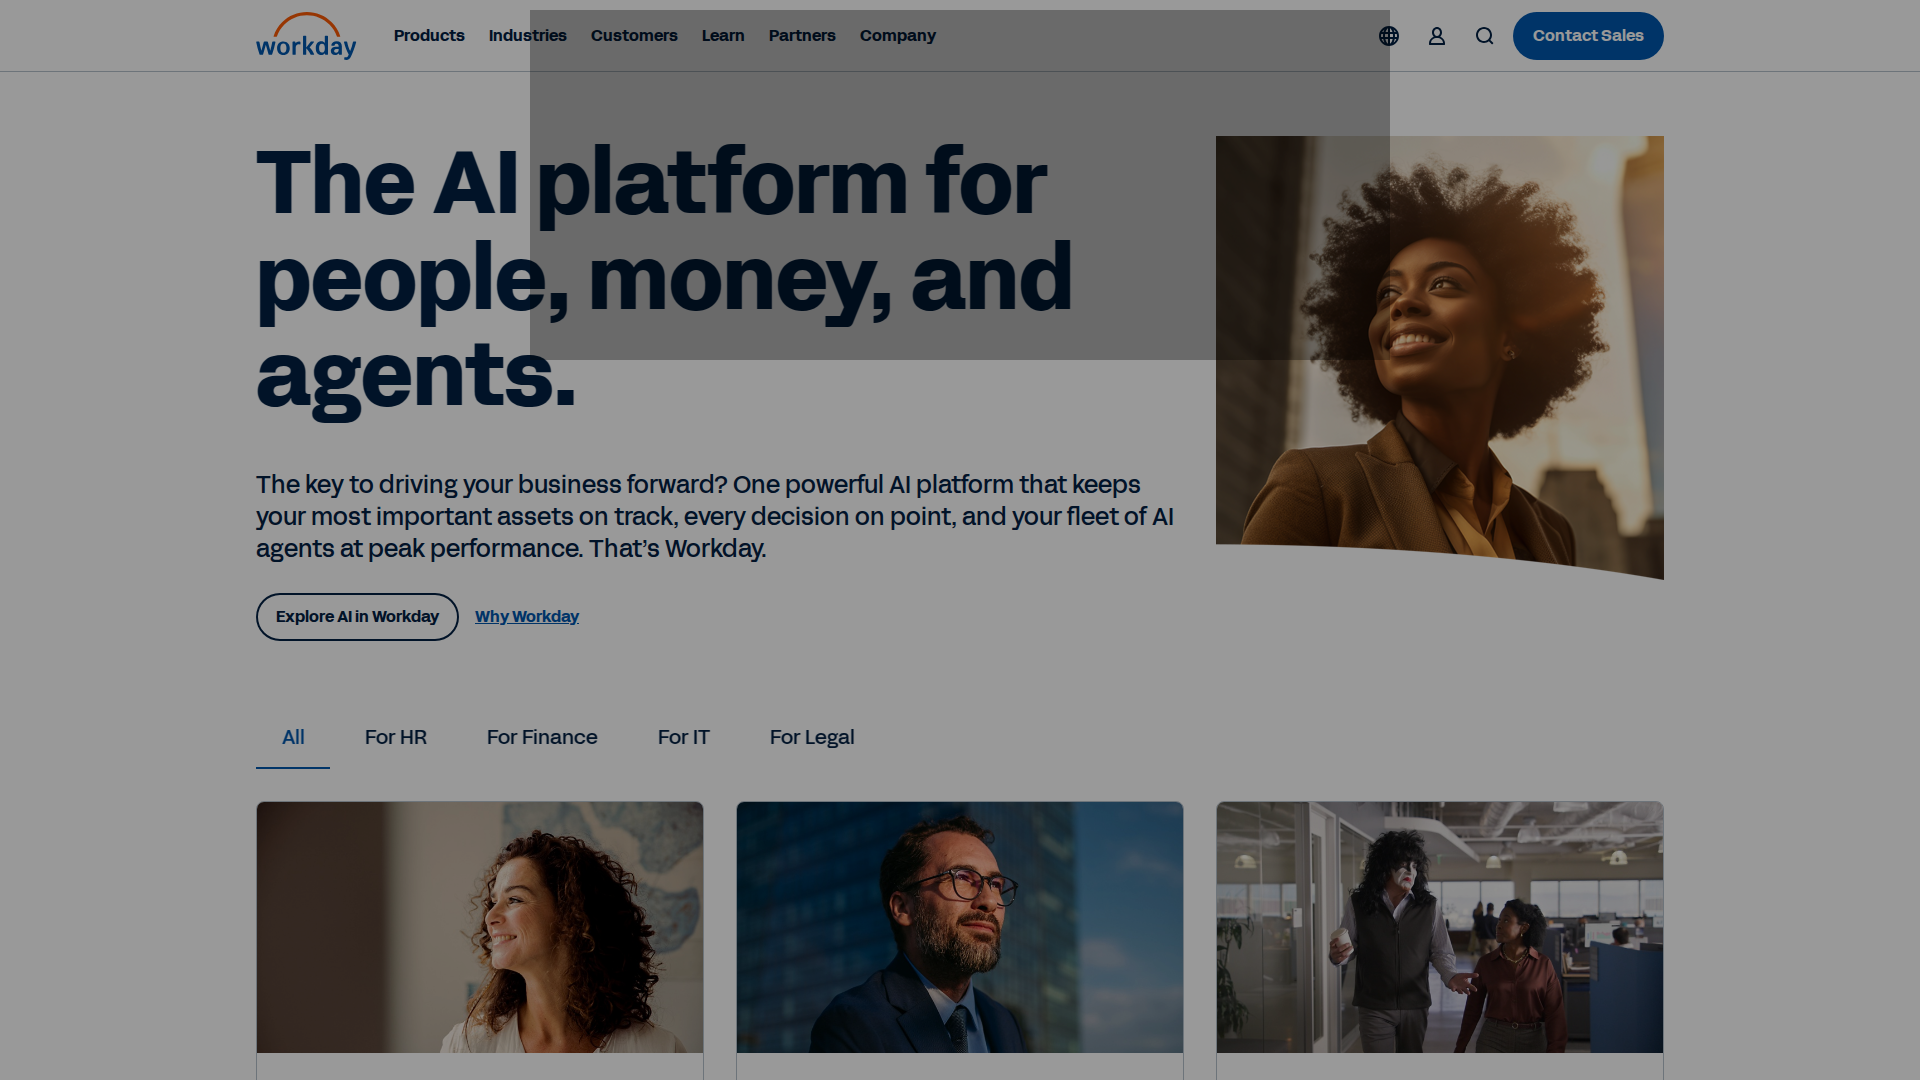 workday
Products Industries Customers Learn Partners Company
Contact Sales
The AI platform for
people, money, and
agents.
The key to driving your business forward? One powerful AI platform that keeps
your most important assets on track, every decision on point, and your fleet of AI
agents at peak performance. That’s Workday.
Explore AI in Workday Why Workday
All For HR For Finance For IT For Legal